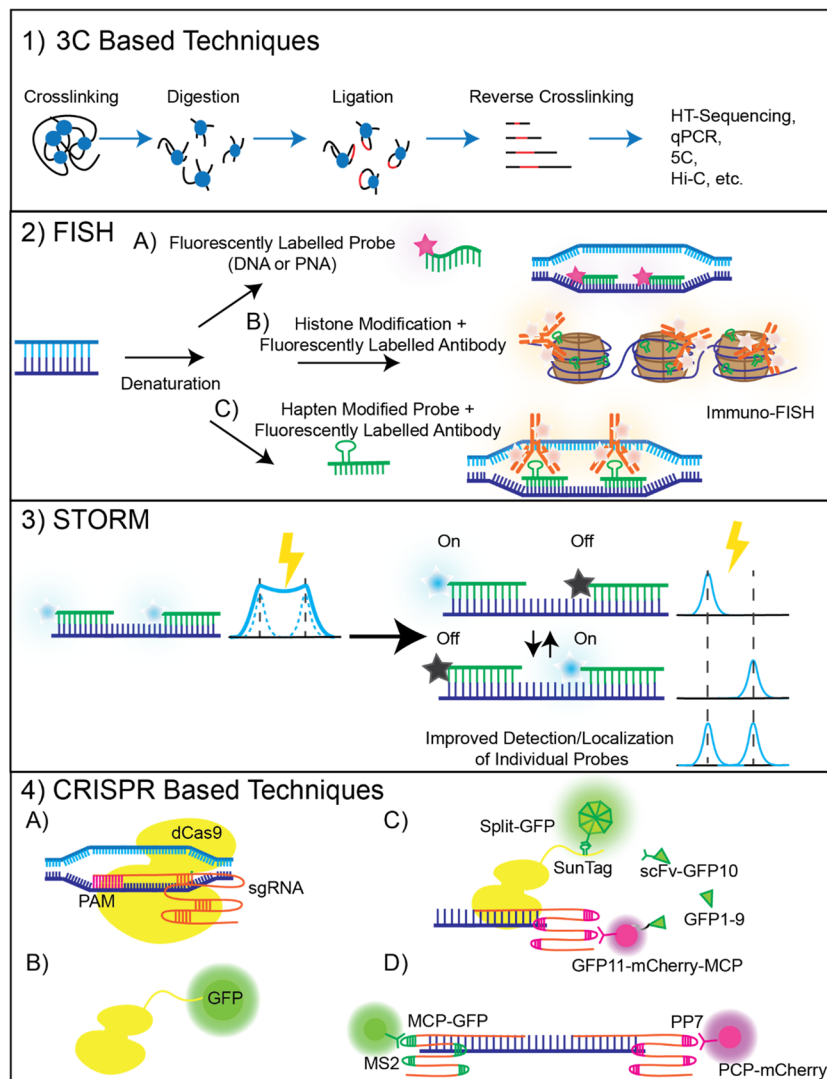 1) 3C Based Techniques
Crosslinking
Digestion
Ligation
Reverse Crosslinking
HT-Sequencing,
qPCR,
5C,
Hi-C, etc.
2) FISH
A)
Fluorescently Labelled Probe
(DNA or PNA)
B)
Histone Modification +
Fluorescently Labelled Antibody
Denaturation
C)
Hapten Modified Probe +
Fluorescently Labelled Antibody
Immuno-FISH
3) STORM
On
Off
Off
On
Improved Detection/Localization
of Individual Probes
4) CRISPR Based Techniques
A)
dCas9
PAM
sgRNA
B)
GFP
C)
Split-GFP
SunTag
scFv-GFP10
GFP1-9
GFP11-mCherry-MCP
D)
MCP-GFP
MS2
PP7
PCP-mCherry